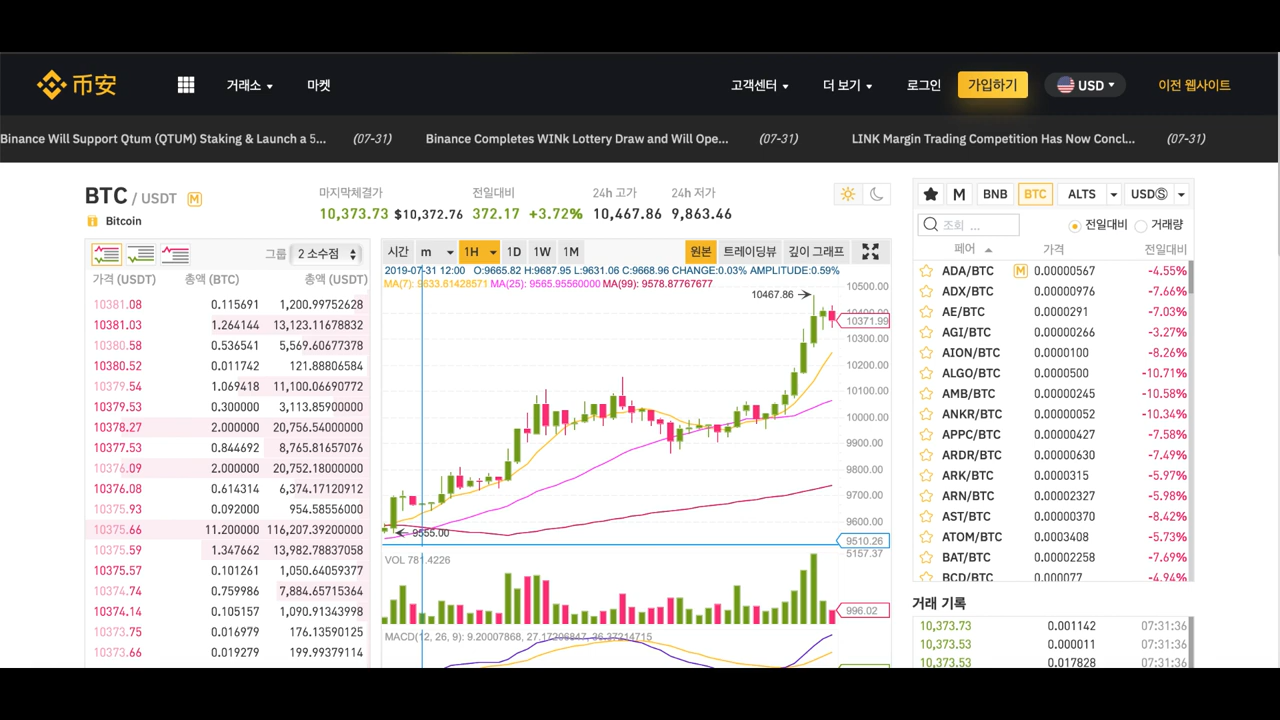 币安 거래소 마켓 고객센터 더 보기 로그인 가입하기 USD 이전 웹사이트
Binance Will Support Qtum (QTUM) Staking & Launch a 5... (07-31) Binance Completes WINk Lottery Draw and Will Ope... (07-31) LINK Margin Trading Competition Has Now Concl... (07-31)
BTC / USDT M
Bitcoin
마지막체결가 전일대비 24h 고가 24h 저가
10,373.73 $10,372.76 372.17 +3.72% 10,467.86 9,863.46
그룹 2 소수점
가격 (USDT) 총액 (BTC) 총액 (USDT)
10381.08 0.115691 1,200.99752628
10381.03 1.264144 13,123.11678832
10380.58 0.536541 5,569.60677378
10380.52 0.011742 121.88806584
10379.54 1.069418 11,100.06690772
10379.53 0.300000 3,113.85900000
10378.27 2.000000 20,756.54000000
10377.53 0.844692 8,765.81657076
10376.09 2.000000 20,752.18000000
10376.08 0.614314 6,374.17120912
10375.93 0.092000 954.58556000
10375.66 11.200000 116,207.39200000
10375.59 1.347662 13,982.78837058
10375.57 0.101261 1,050.64059377
10374.74 0.759986 7,884.65715364
10374.14 0.105157 1,090.91343998
10373.75 0.016979 176.13590125
10373.66 0.019279 199.99379114
시간 m 1H 1D 1W 1M 원본 트레이딩뷰 깊이 그래프
2019-07-31 12:00 O:9665.82 H:9687.95 L:9631.06 C:9668.96 CHANGE:0.03% AMPLITUDE:0.59%
MA(7): 9633.61428571 MA(25): 9565.95560000 MA(99): 9578.87767677
10467.86
9555.00
10500.00
10400.00
10371.99
10300.00
10200.00
10100.00
10000.00
9900.00
9800.00
9700.00
9600.00
9510.26
5157.37
VOL 781.4226
996.02
MACD(12, 26, 9): 9.20007868, 27.17206847, 36.37214715
M BNB BTC ALTS USDⓈ
조회 ... 전일대비 거래량
페어 가격 전일대비
ADA/BTC M 0.00000567 -4.55%
ADX/BTC 0.00000976 -7.66%
AE/BTC 0.0000291 -7.03%
AGI/BTC 0.00000266 -3.27%
AION/BTC 0.0000100 -8.26%
ALGO/BTC 0.0000500 -10.71%
AMB/BTC 0.00000245 -10.58%
ANKR/BTC 0.00000052 -10.34%
APPC/BTC 0.00000427 -7.58%
ARDR/BTC 0.00000630 -7.49%
ARK/BTC 0.0000315 -5.97%
ARN/BTC 0.00002327 -5.98%
AST/BTC 0.00000370 -8.42%
ATOM/BTC 0.0003408 -5.73%
BAT/BTC 0.00002258 -7.69%
BCD/BTC 0.000077 -4.94%
거래 기록
10,373.73 0.001142 07:31:36
10,373.53 0.000011 07:31:36
10,373.53 0.017828 07:31:36